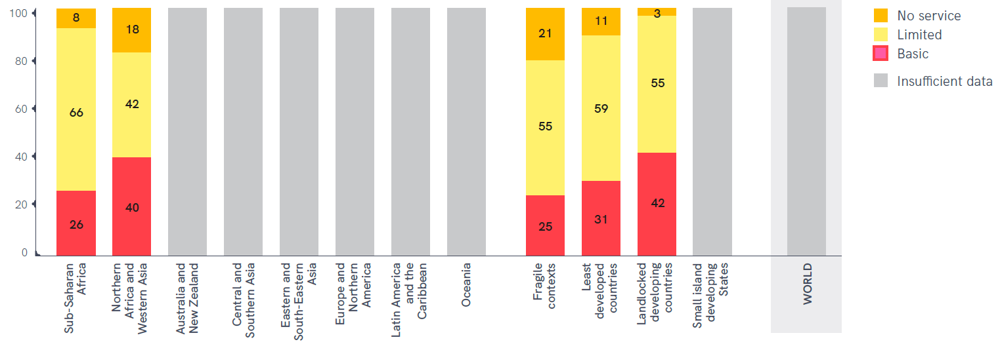 100
80
60
40
20
0
8
66
26
18
42
40
21
55
25
11
59
31
3
55
42
No service
Limited
Basic
Insufficient data
Sub-Saharan
Africa
Northern
Africa and
Western Asia
Australia and
New Zealand
Central and
Southern Asia
Eastern and
South-Eastern
Asia
Europe and
Northern
America
Latin America
and the
Caribbean
Oceania
Fragile
contexts
Least
developed
countries
Landlocked
developing
countries
Small island
developing
States
WORLD